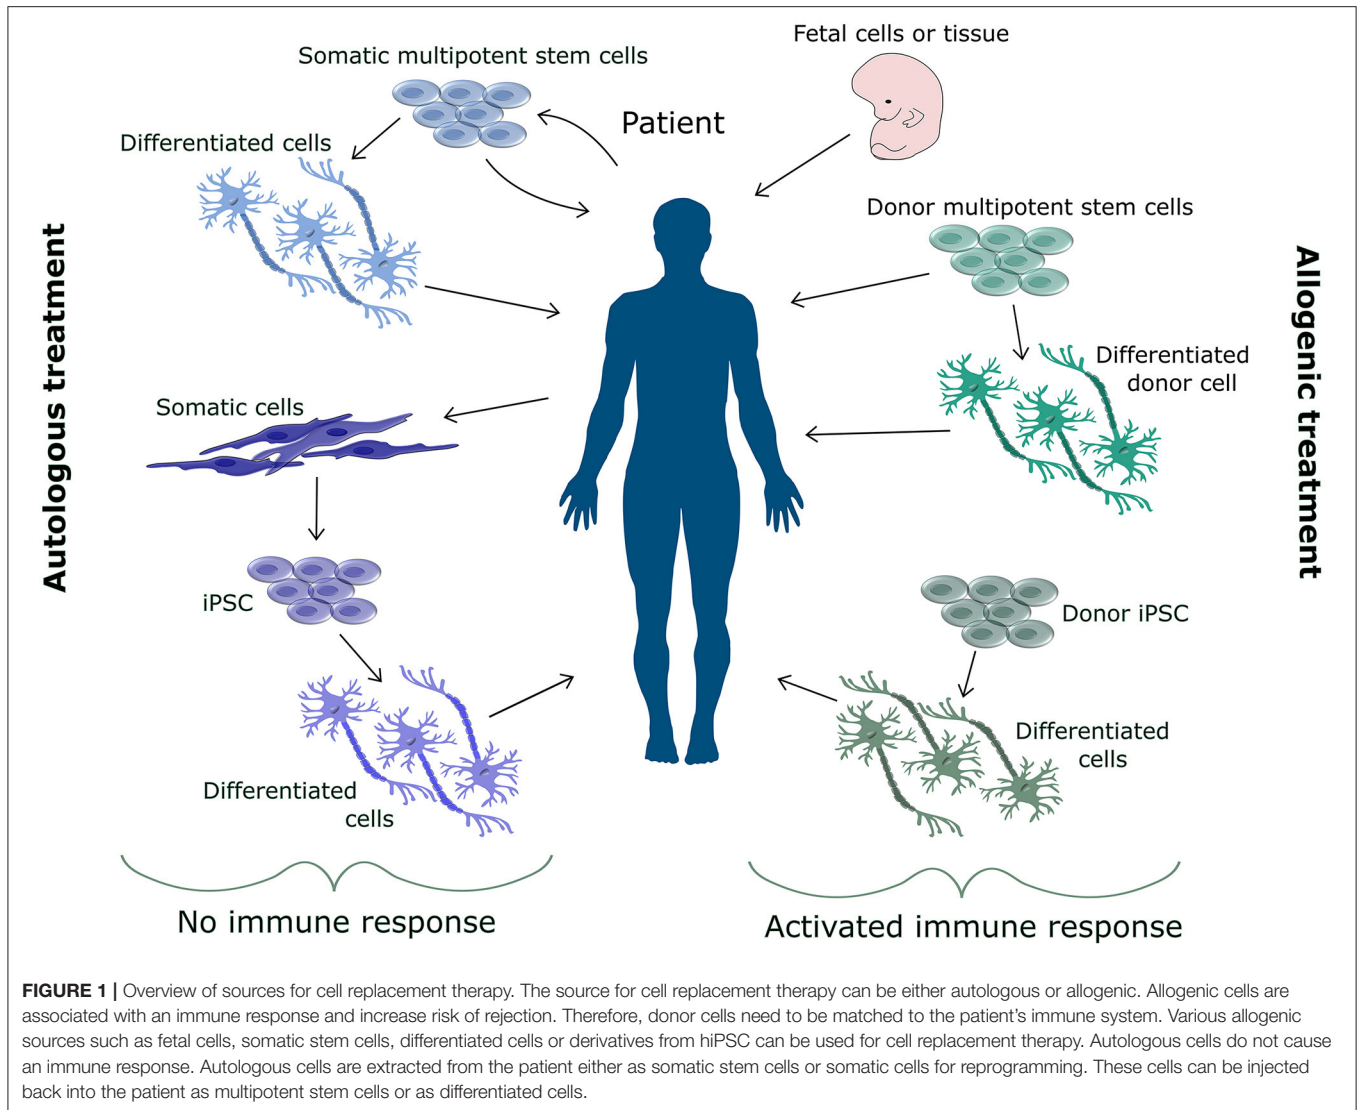 Fetal cells or tissue
Somatic multipotent stem cells
Patient
Differentiated cells
Donor multipotent stem cells
Autologous treatment
Allogenic treatment
Differentiated
donor cell
Somatic cells
iPSC
Donor iPSC
Differentiated
cells
Differentiated
cells
No immune response
Activated immune response
FIGURE 1 | Overview of sources for cell replacement therapy. The source for cell replacement therapy can be either autologous or allogenic. Allogenic cells are
associated with an immune response and increase risk of rejection. Therefore, donor cells need to be matched to the patient's immune system. Various allogenic
sources such as fetal cells, somatic stem cells, differentiated cells or derivatives from hiPSC can be used for cell replacement therapy. Autologous cells do not cause
an immune response. Autologous cells are extracted from the patient either as somatic stem cells or somatic cells for reprogramming. These cells can be injected
back into the patient as multipotent stem cells or as differentiated cells.